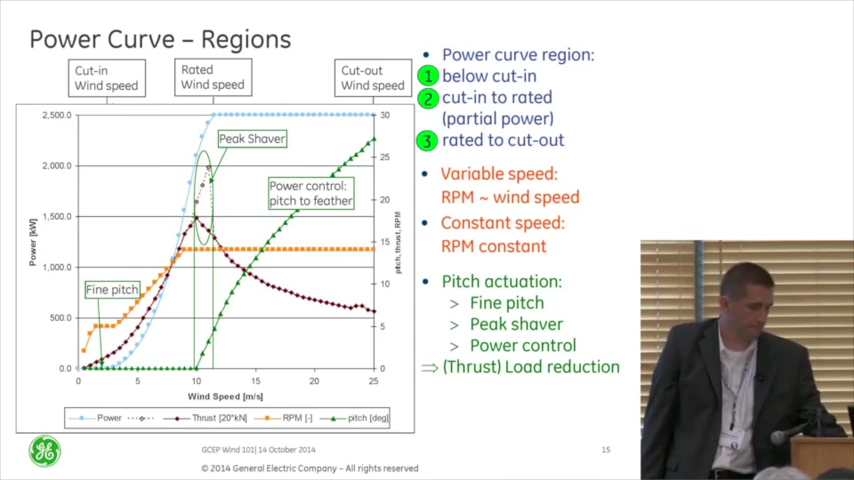 Power Curve – Regions
Cut-in
Wind speed
Rated
Wind speed
Cut-out
Wind speed
2,500.0
2,000.0
1,500.0
1,000.0
500.0
0.0
Power [kW]
30
25
20
15
10
5
0
pitch, thrust, RPM
0
5
10
15
20
25
Wind Speed [m/s]
Peak Shaver
Power control:
pitch to feather
Fine pitch
Power
Thrust [20*kN]
RPM [-]
pitch [deg]
• Power curve region:
1 below cut-in
2 cut-in to rated
(partial power)
3 rated to cut-out
• Variable speed:
RPM ~ wind speed
• Constant speed:
RPM constant
• Pitch actuation:
> Fine pitch
> Peak shaver
> Power control
⇒ (Thrust) Load reduction
GCEP Wind 101| 14 October 2014
15
© 2014 General Electric Company – All rights reserved